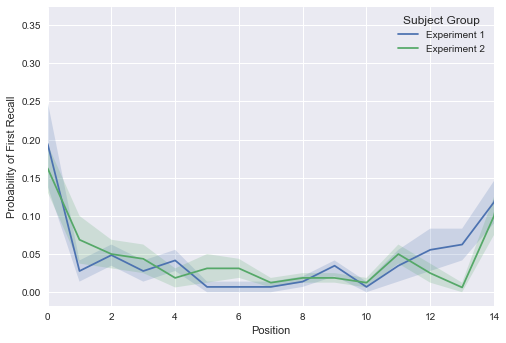 Subject Group
Experiment 1
Experiment 2
0.35
0.30
0.25
0.20
0.15
0.10
0.05
0.00
Probability of First Recall
0 2 4 6 8 10 12 14
Position